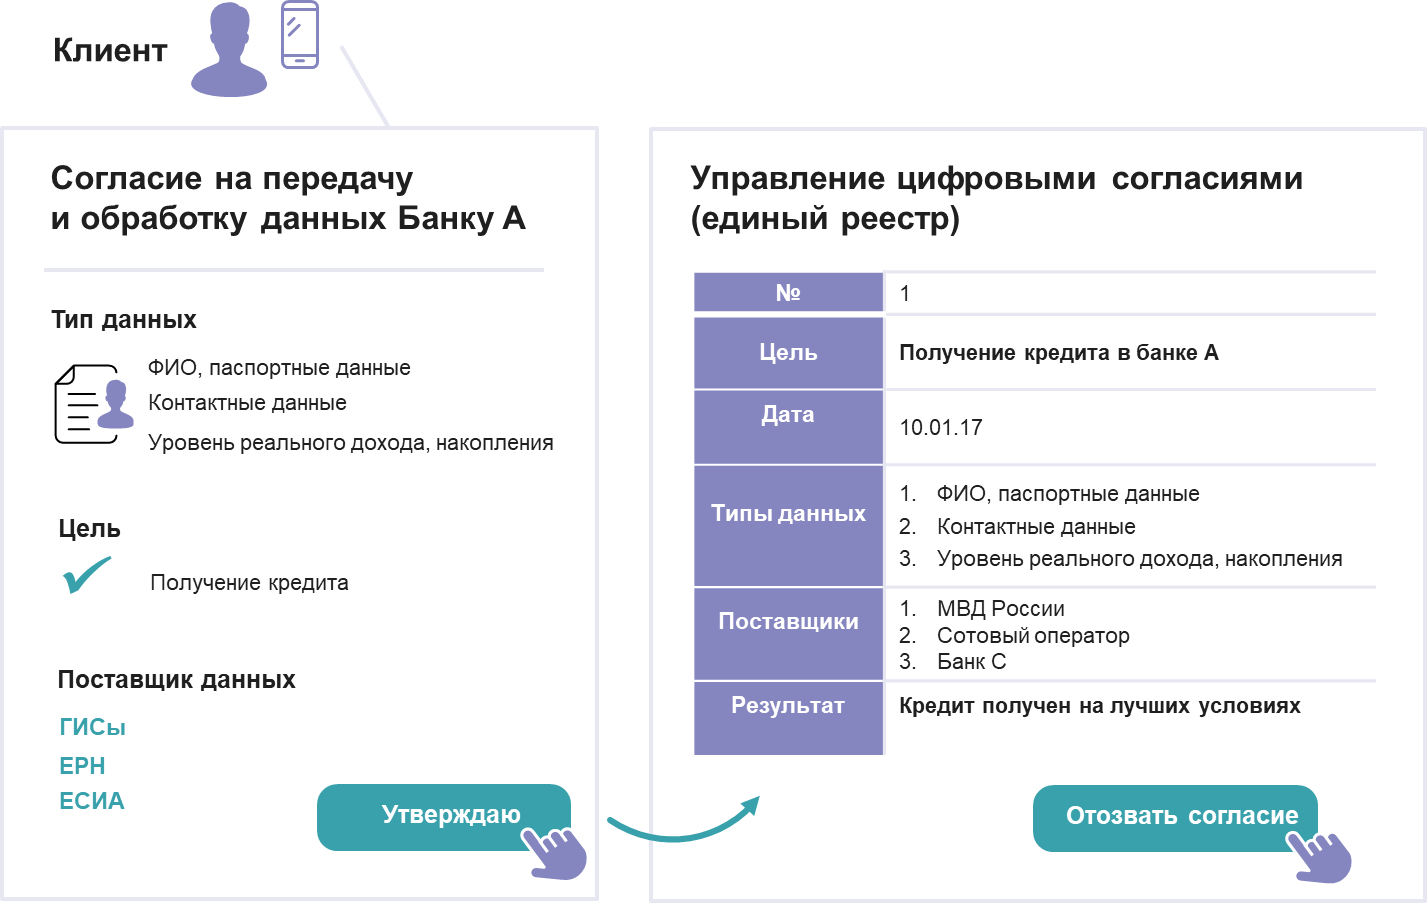 Клиент
Согласие на передачу
и обработку данных Банку А
Тип данных
ФИО, паспортные данные
Контактные данные
Уровень реального дохода, накопления
Цель
Получение кредита
Поставщик данных
ГИСы
ЕРН
ЕСИА
Утверждаю
Управление цифровыми согласиями
(единый реестр)
№ 1
Цель Получение кредита в банке А
Дата 10.01.17
Типы данных
1. ФИО, паспортные данные
2. Контактные данные
3. Уровень реального дохода, накопления
Поставщики
1. МВД России
2. Сотовый оператор
3. Банк С
Результат Кредит получен на лучших условиях
Отозвать согласие